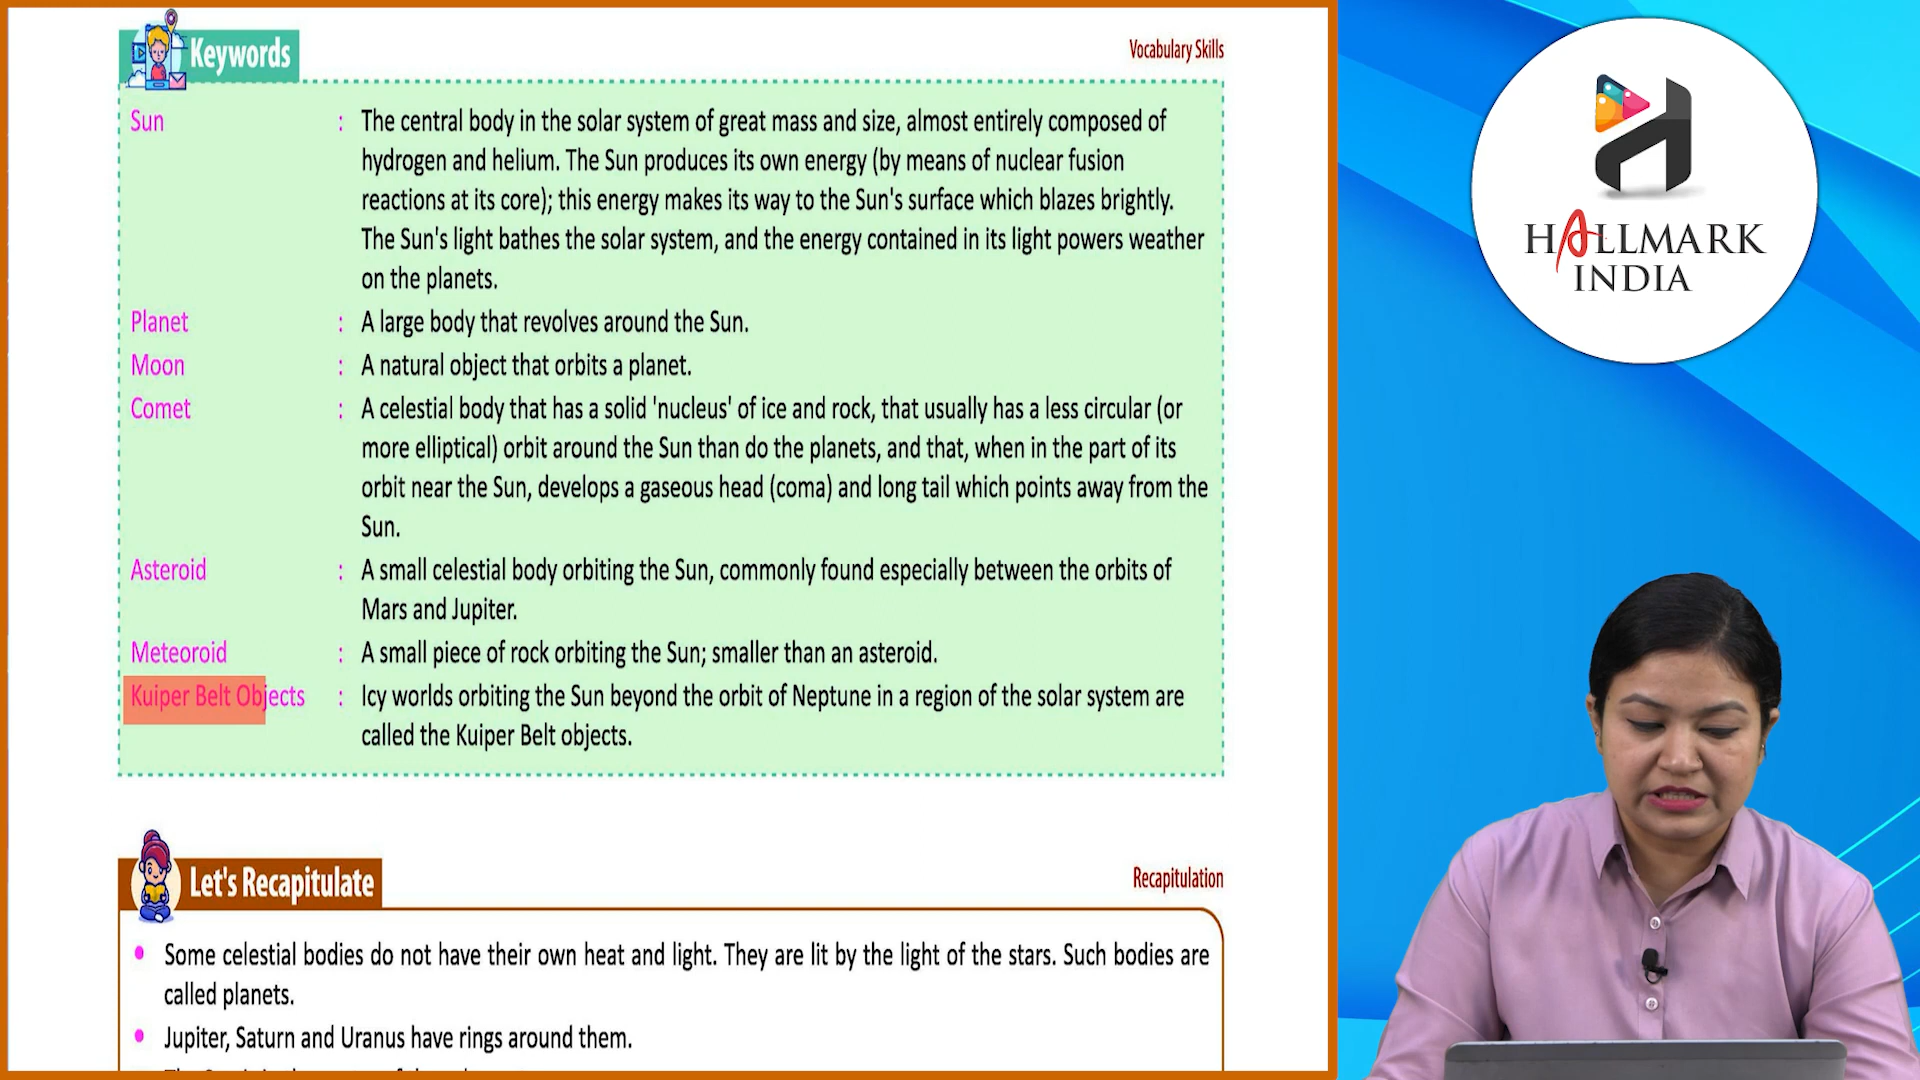 Keywords
Vocabulary Skills
Sun : The central body in the solar system of great mass and size, almost entirely composed of
hydrogen and helium. The Sun produces its own energy (by means of nuclear fusion
reactions at its core); this energy makes its way to the Sun's surface which blazes brightly.
The Sun's light bathes the solar system, and the energy contained in its light powers weather
on the planets.
Planet : A large body that revolves around the Sun.
Moon : A natural object that orbits a planet.
Comet : A celestial body that has a solid 'nucleus' of ice and rock, that usually has a less circular (or
more elliptical) orbit around the Sun than do the planets, and that, when in the part of its
orbit near the Sun, develops a gaseous head (coma) and long tail which points away from the
Sun.
Asteroid : A small celestial body orbiting the Sun, commonly found especially between the orbits of
Mars and Jupiter.
Meteoroid : A small piece of rock orbiting the Sun; smaller than an asteroid.
Kuiper Belt Objects : Icy worlds orbiting the Sun beyond the orbit of Neptune in a region of the solar system are
called the Kuiper Belt objects.
Let's Recapitulate
Recapitulation
• Some celestial bodies do not have their own heat and light. They are lit by the light of the stars. Such bodies are
called planets.
• Jupiter, Saturn and Uranus have rings around them.
HALLMARK
INDIA